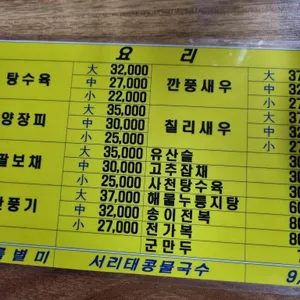 요 리
탕수육 大 32,000 깐풍새우 大
中 27,000 中
小 22,000 小
양장피 大 35,000 칠리새우 大
中 30,000 中
小 25,000 小
팔보채 大 35,000 유산슬
中 30,000 고추잡채
小 25,000 사천탕수육
깐풍기 大 37,000 해물누룽지탕
中 32,000 송이전복
小 27,000 전가복
군만두
별미 서리태콩물국수